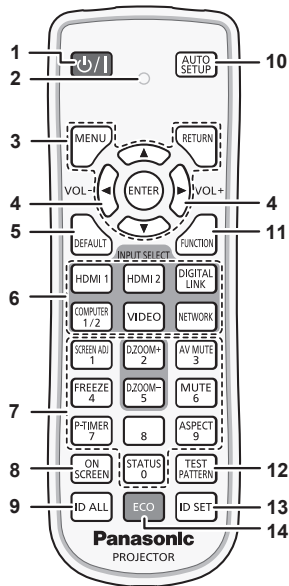 1
⏻/|
AUTO SETUP
10
2
3
MENU
RETURN
VOL-
ENTER
VOL+
4
4
5
DEFAULT
FUNCTION
11
INPUT SELECT
6
HDMI 1
HDMI 2
DIGITAL LINK
COMPUTER 1/2
VIDEO
NETWORK
SCREEN ADJ 1
D.ZOOM+ 2
AV MUTE 3
7
FREEZE 4
D.ZOOM- 5
MUTE 6
P-TIMER 7
8
ASPECT 9
8
ON SCREEN
STATUS 0
TEST PATTERN
12
9
ID ALL
ECO
ID SET
13
14
Panasonic
PROJECTOR